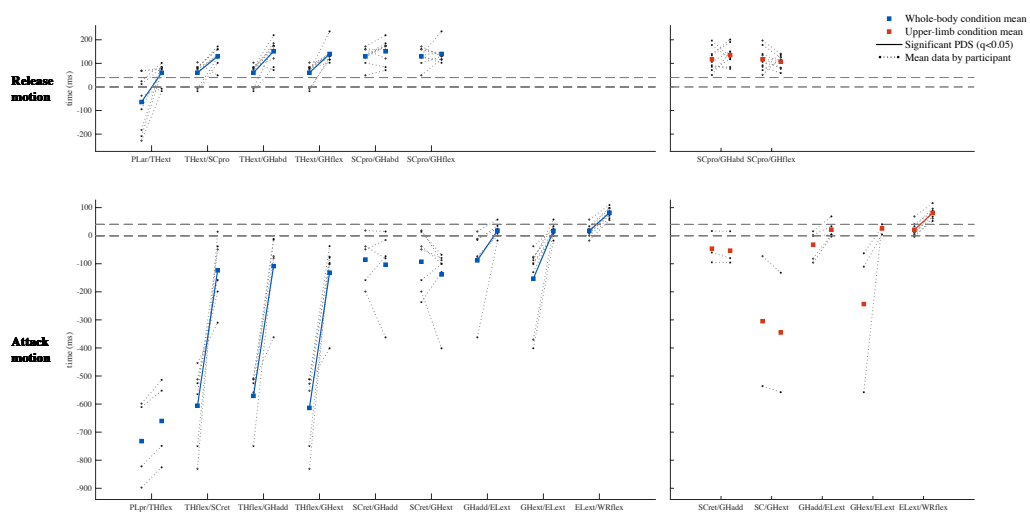 Whole-body condition mean
Upper-limb condition mean
Significant PDS (q<0.05)
Mean data by participant
Release
motion
time (ms)
200
100
0
-100
-200
PLar/THext THext/SCpro THext/GHabd THext/GHflex SCpro/GHabd SCpro/GHflex
SCpro/GHabd SCpro/GHflex
Attack
motion
time (ms)
100
0
-100
-200
-300
-400
-500
-600
-700
-800
-900
PLpr/THflex THflex/SCret THflex/GHadd THflex/GHext SCret/GHadd SCret/GHext GHadd/ELext GHext/ELext ELext/WRflex
SCret/GHadd SC/GHext GHadd/ELext GHext/ELext ELext/WRflex